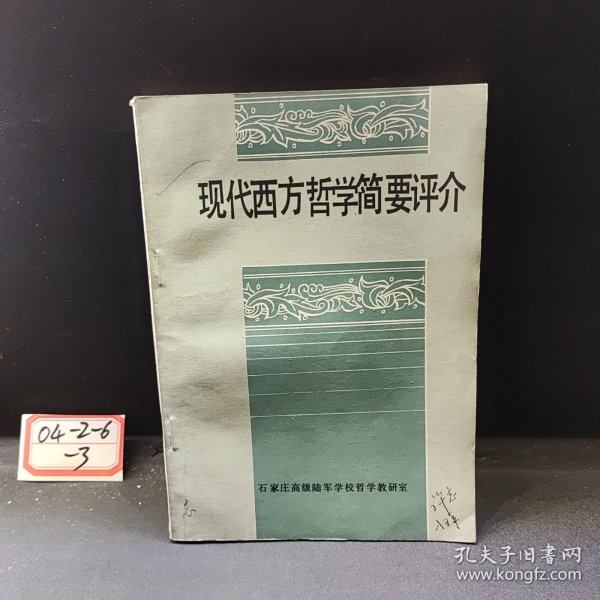 现代西方哲学简要评介
石家庄高级陆军学校哲学教研室
04-2-6
-3
孔夫子旧书网
www.kongfz.com